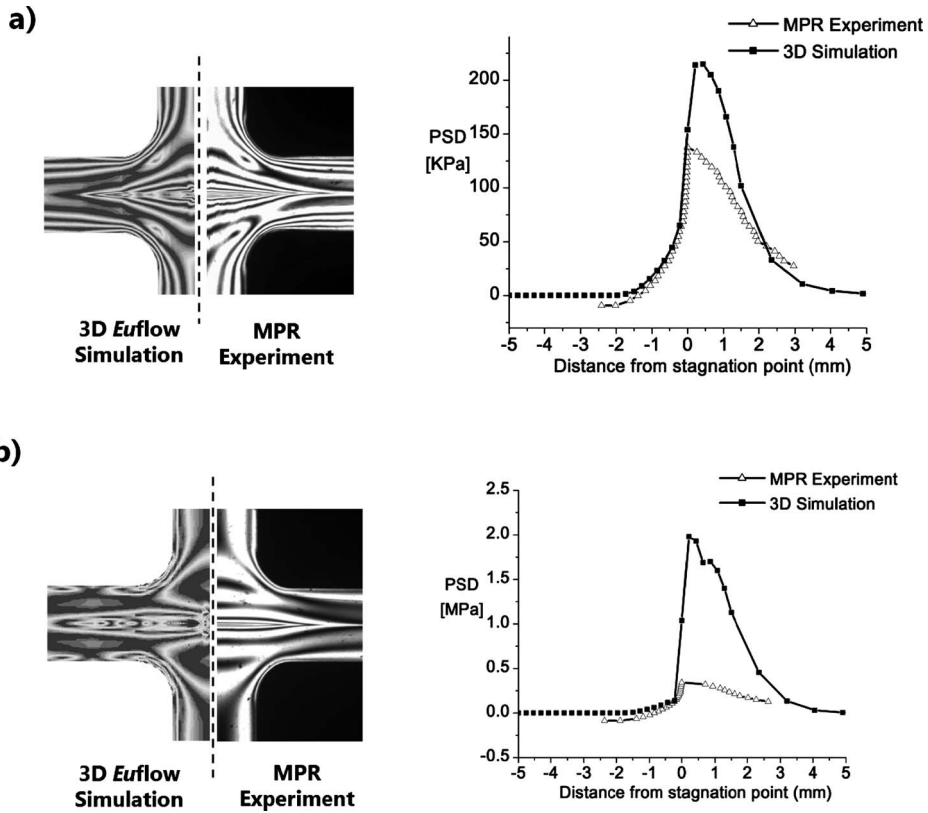 a)
MPR Experiment
3D Simulation
PSD
[KPa]
200
150
100
50
0
-5 -4 -3 -2 -1 0 1 2 3 4 5
Distance from stagnation point (mm)
3D Euflow
Simulation
MPR
Experiment
b)
MPR Experiment
3D Simulation
PSD
[MPa]
2.5
2.0
1.5
1.0
0.5
0.0
-0.5
-5 -4 -3 -2 -1 0 1 2 3 4 5
Distance from stagnation point (mm)
3D Euflow
Simulation
MPR
Experiment